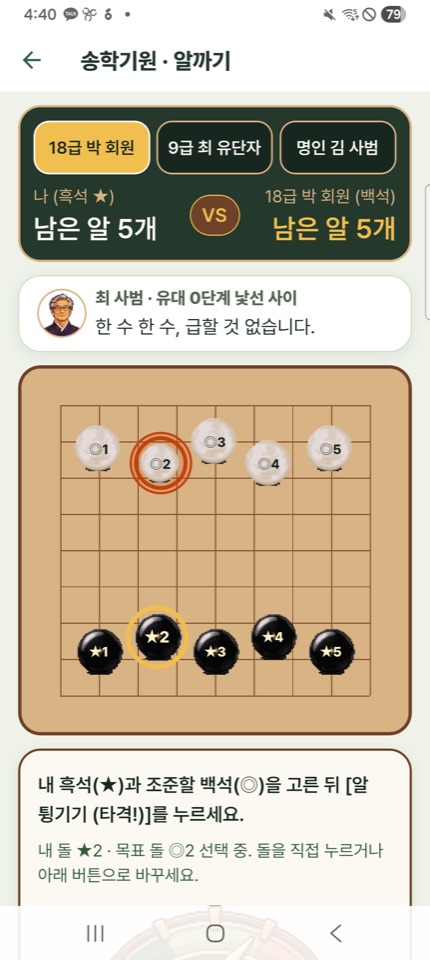 4:40
79
송학기원 · 알까기
18급 박 회원
9급 최 유단자
명인 김 사범
나 (흑석 ★)
18급 박 회원 (백석)
남은 알 5개
VS
남은 알 5개
최 사범 · 유대 0단계 낯선 사이
한 수 한 수, 급할 것 없습니다.
◎1
◎2
◎3
◎4
◎5
★1
★2
★3
★4
★5
내 흑석(★)과 조준할 백석(◎)을 고른 뒤 [알
튕기기 (타격!)]를 누르세요.
내 돌 ★2 · 목표 돌 ◎2 선택 중. 돌을 직접 누르거나
아래 버튼으로 바꾸세요.